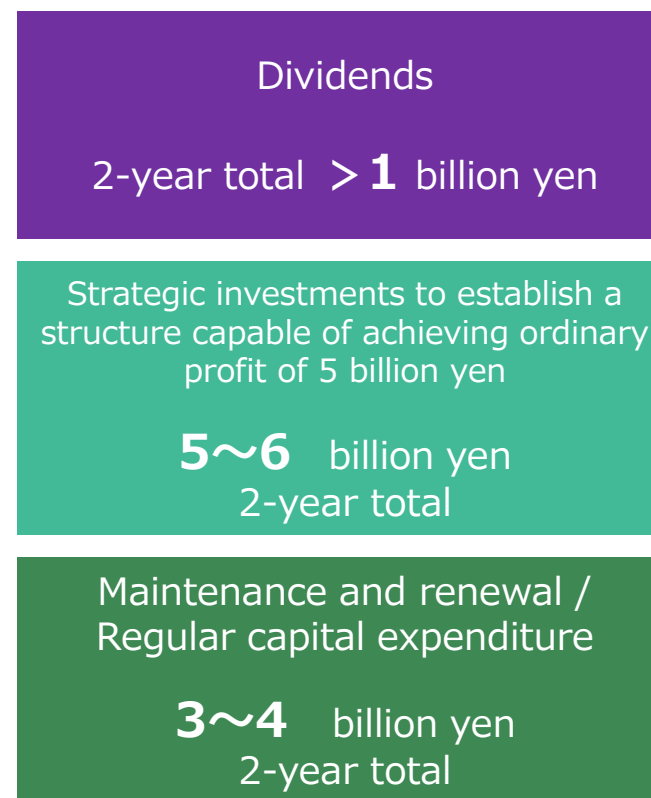 Dividends
2-year total ＞1 billion yen
Strategic investments to establish a
structure capable of achieving ordinary
profit of 5 billion yen
5～6 billion yen
2-year total
Maintenance and renewal /
Regular capital expenditure
3～4 billion yen
2-year total